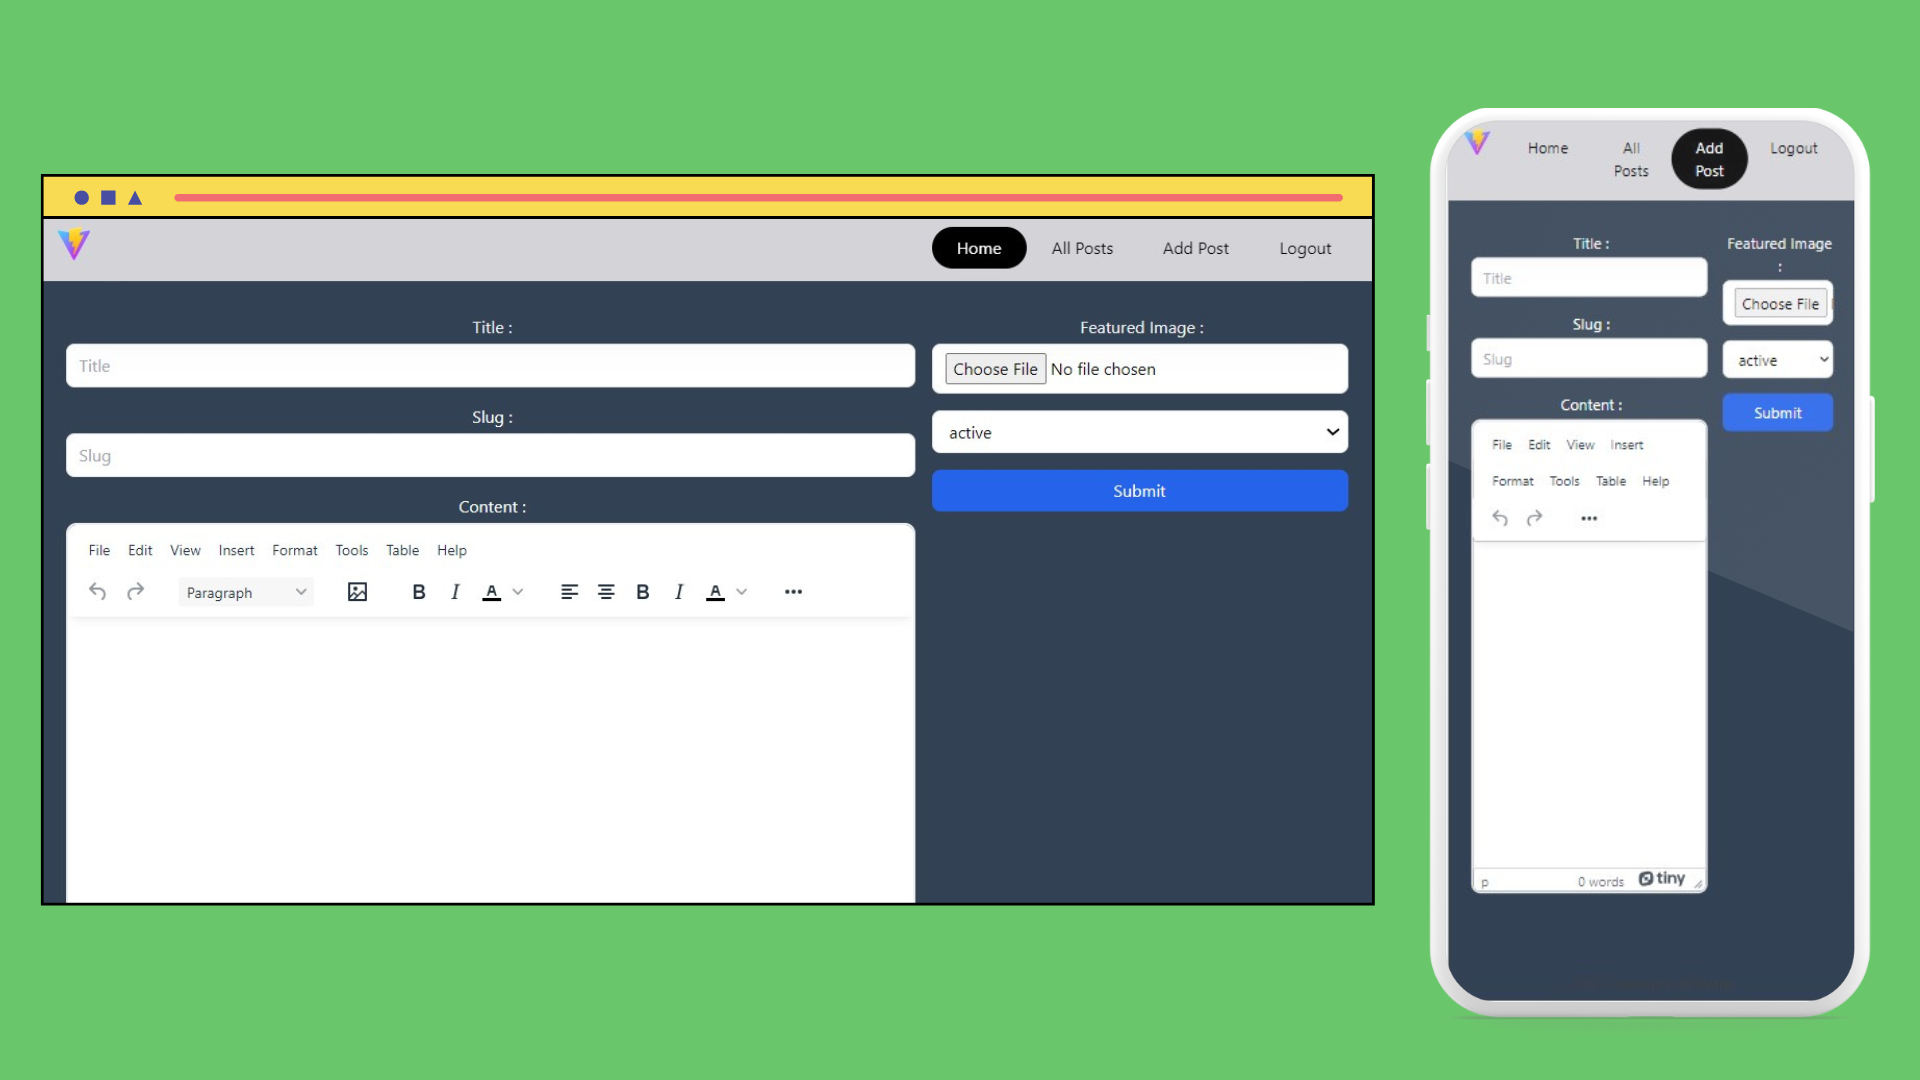 Home All Posts Add Post Logout
Title :
Title
Slug :
Slug
Content :
File Edit View Insert Format Tools Table Help
Paragraph B I A B I A
Featured Image :
Choose File No file chosen
active
Submit
Home All Posts Add Post Logout
Title :
Title
Slug :
Slug
Content :
File Edit View Insert
Format Tools Table Help
p 0 words tiny
Featured Image
:
Choose File
active
Submit